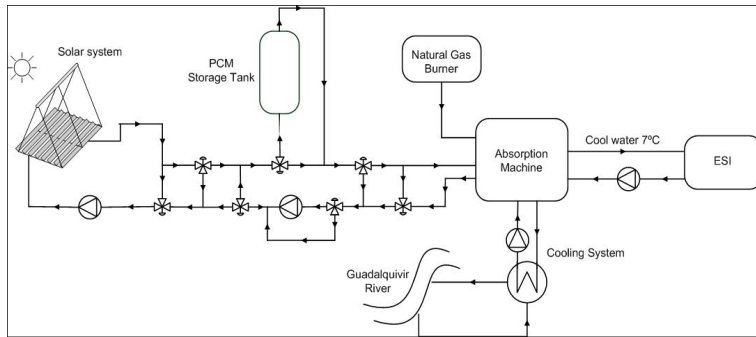 Solar system
PCM
Storage Tank
Natural Gas
Burner
Absorption
Machine
Cool water 7ºC
ESI
Cooling System
Guadalquivir
River